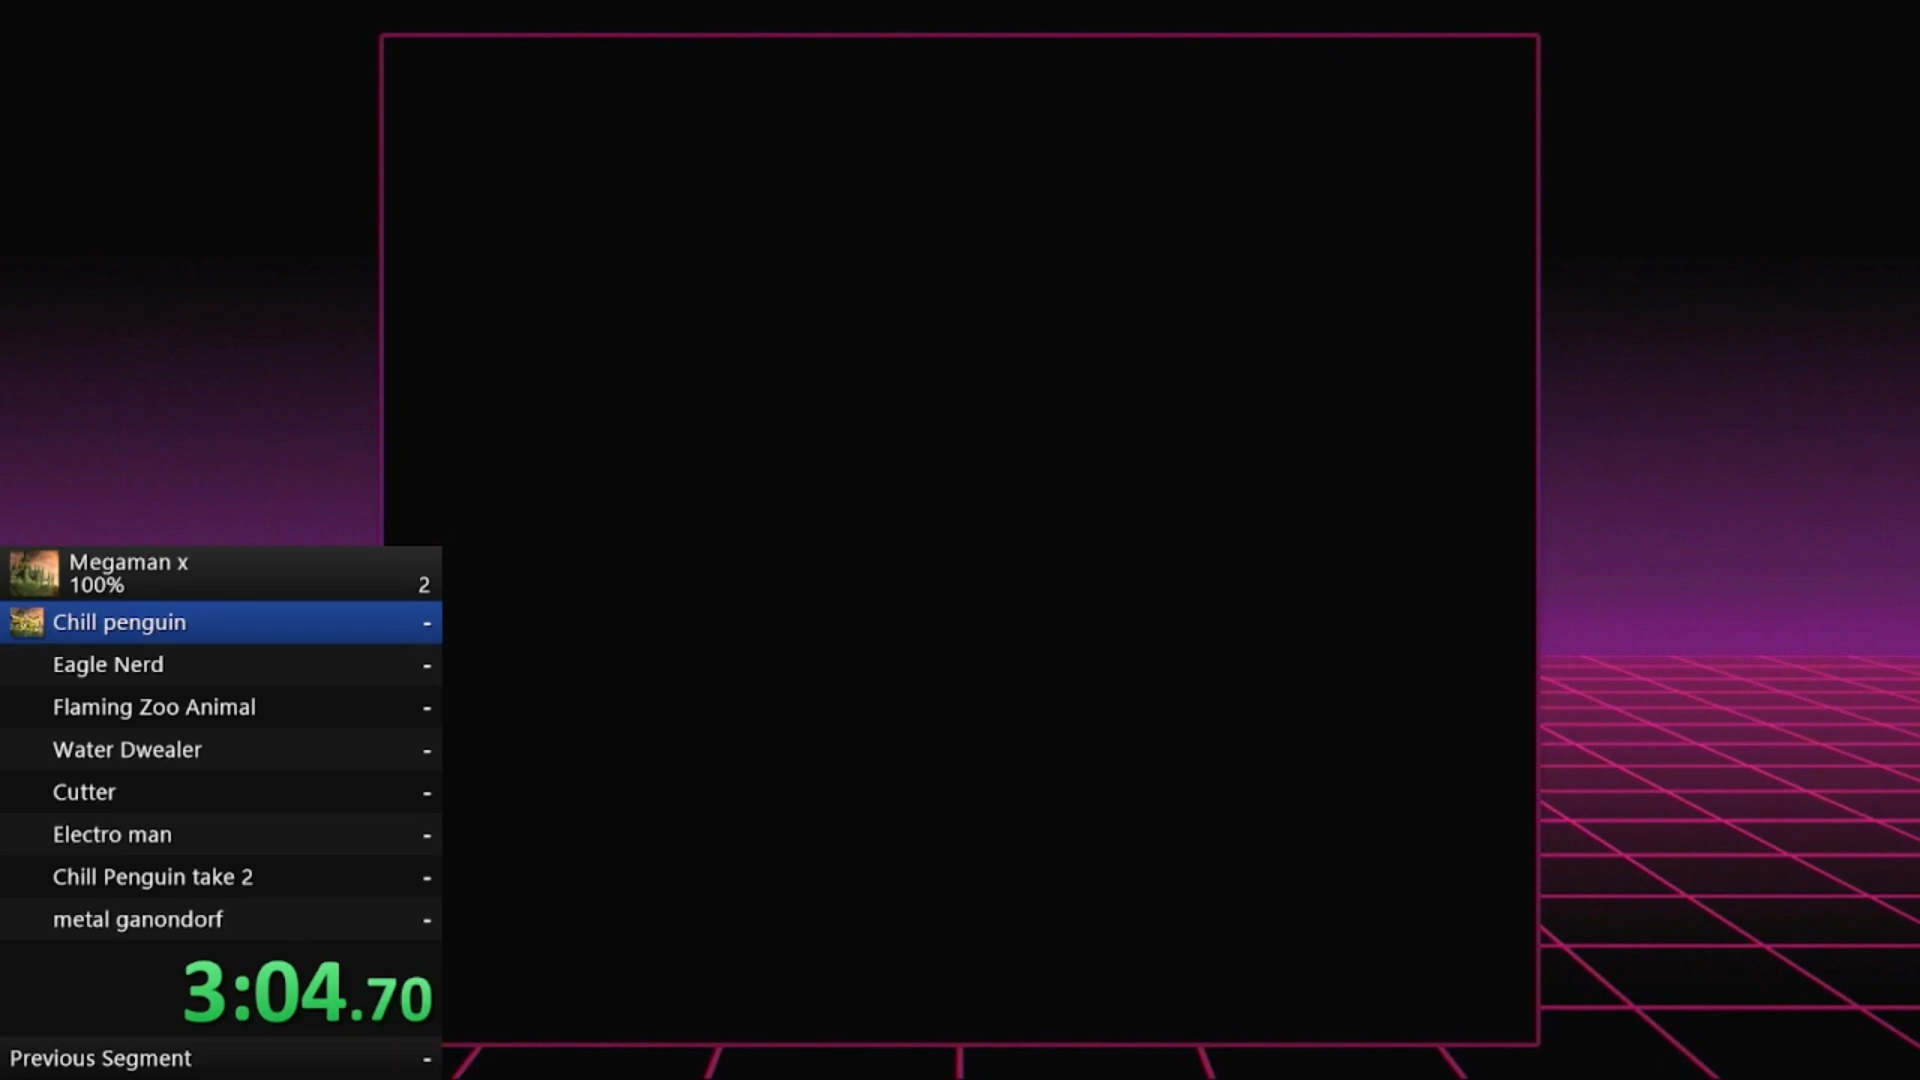 Megaman x
100% 2
Chill penguin -
Eagle Nerd -
Flaming Zoo Animal -
Water Dwealer -
Cutter -
Electro man -
Chill Penguin take 2 -
metal ganondorf -
3:04.70
Previous Segment -